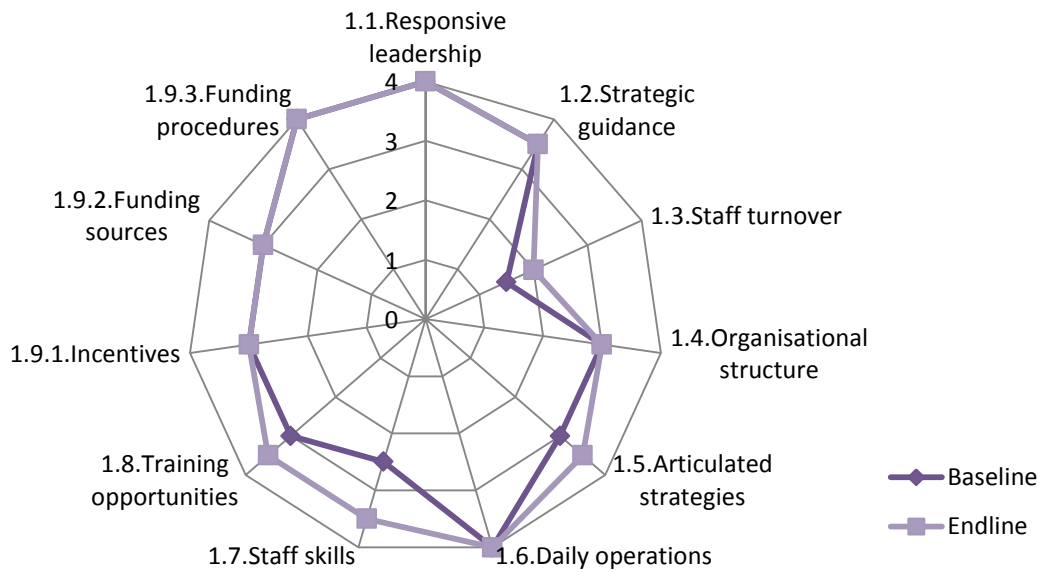 1.1.Responsive
leadership
1.2.Strategic
guidance
1.3.Staff turnover
1.4.Organisational
structure
1.5.Articulated
strategies
1.6.Daily operations
1.7.Staff skills
1.8.Training
opportunities
1.9.1.Incentives
1.9.2.Funding
sources
1.9.3.Funding
procedures
4
3
2
1
0
Baseline
Endline